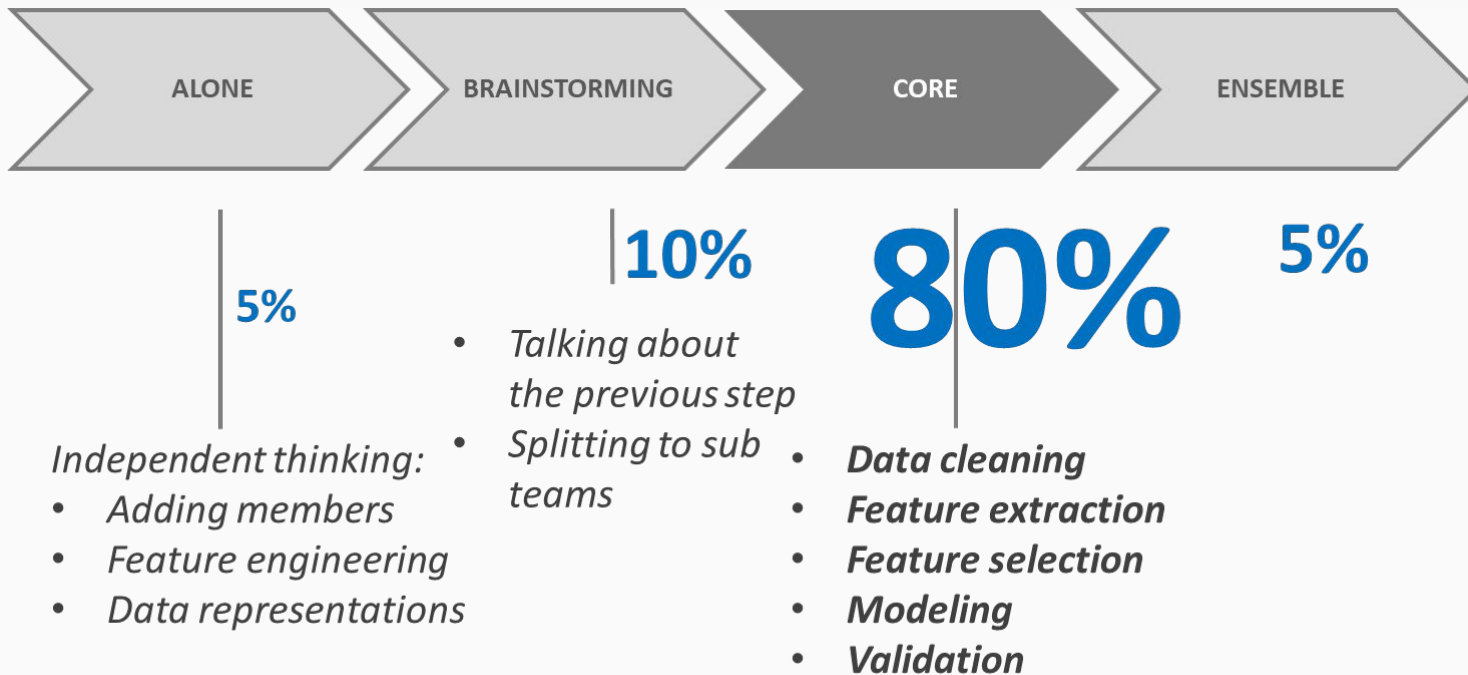 ALONE
BRAINSTORMING
CORE
ENSEMBLE
5%
Independent thinking:
• Adding members
• Feature engineering
• Data representations
10%
• Talking about
the previous step
• Splitting to sub
teams
80%
• Data cleaning
• Feature extraction
• Feature selection
• Modeling
• Validation
5%